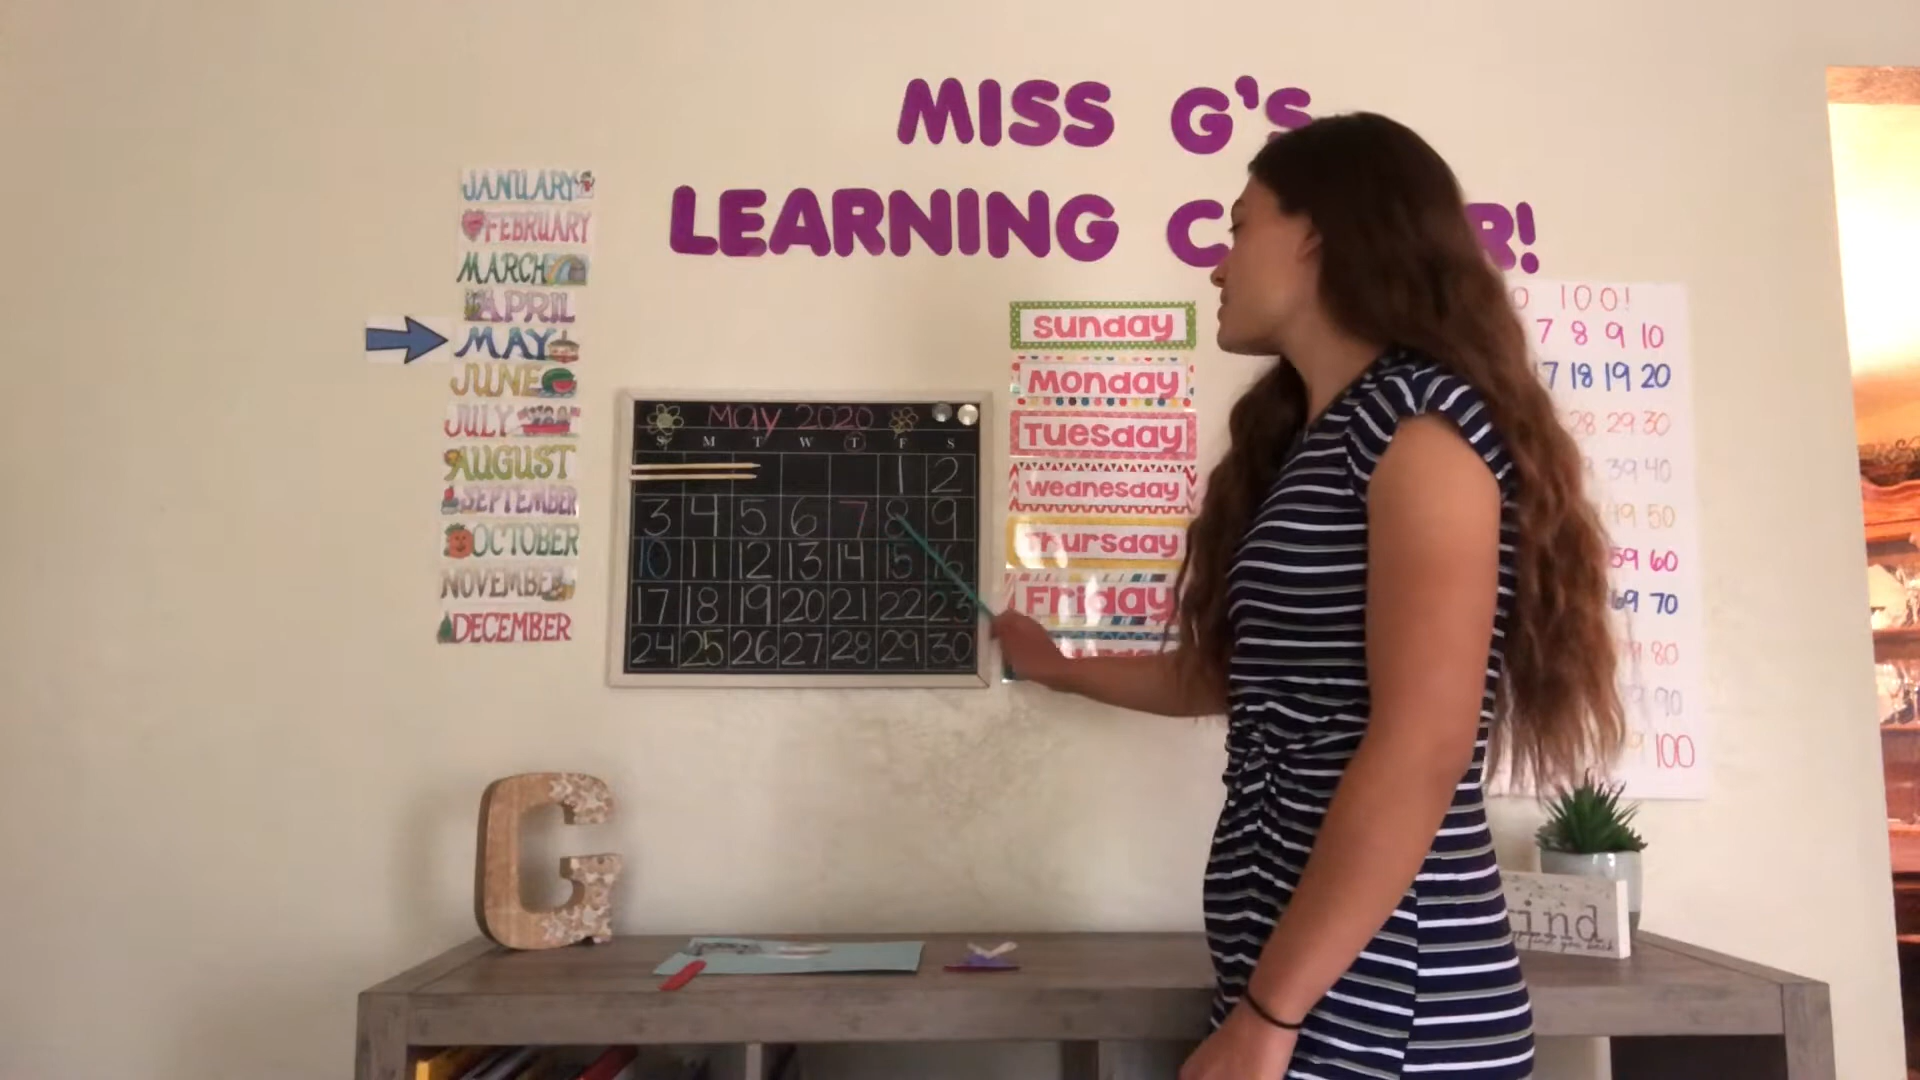 MISS G'S
LEARNING
JANUARY
FEBRUARY
MARCH
APRIL
MAY
JUNE
JULY
AUGUST
SEPTEMBER
OCTOBER
NOVEMBER
DECEMBER
May 2020
S M T W T F S
1 2
3 4 5 6 7 8 9
10 11 12 13 14 15 16
17 18 19 20 21 22 23
24 25 26 27 28 29 30
Sunday
Monday
Tuesday
Wednesday
Thursday
Friday
100!
7 8 9 10
17 18 19 20
28 29 30
39 40
49 50
59 60
69 70
80
90
100
G